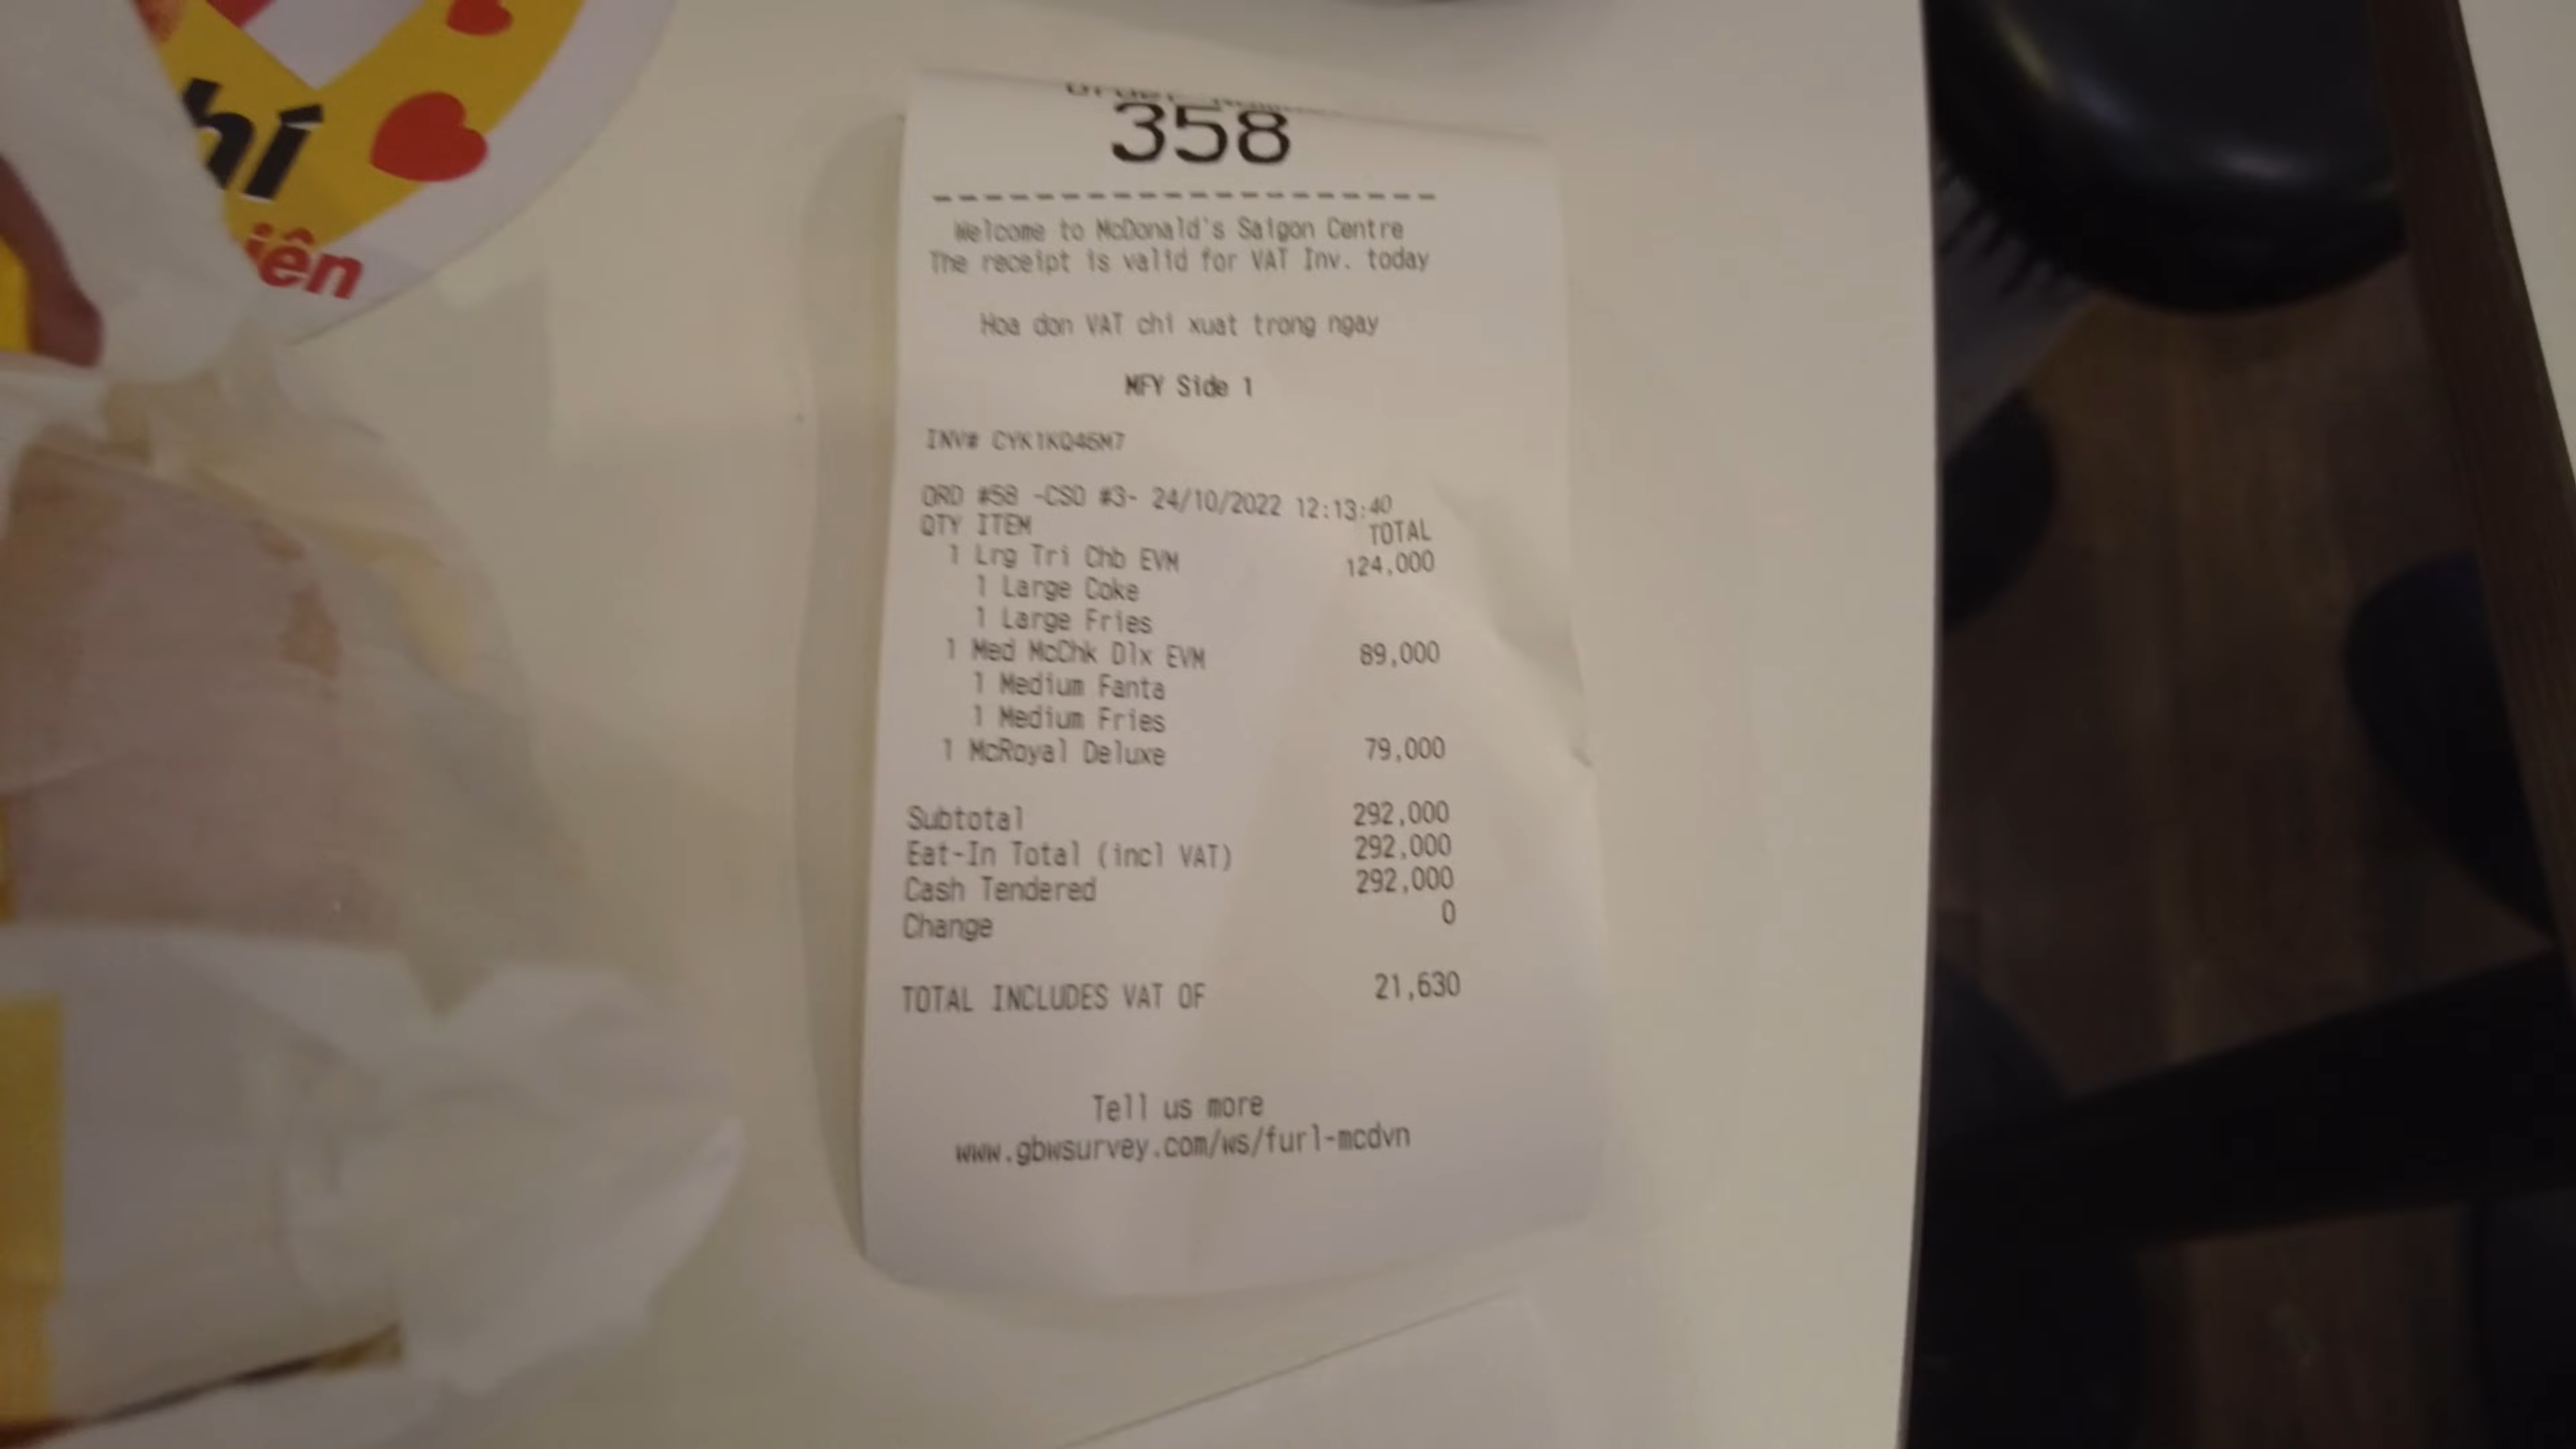 hí
iên
358
Welcome to McDonald's Saigon Centre
The receipt is valid for VAT Inv. today
Hoa don VAT chi xuat trong ngay
MFY Side 1
INV# CYK1KQ46M7
ORD #58 -CSO #3- 24/10/2022 12:13:40
QTY ITEM TOTAL
1 Lrg Tri Chb EVM 124,000
1 Large Coke
1 Large Fries
1 Med McChk Dlx EVM 89,000
1 Medium Fanta
1 Medium Fries
1 McRoyal Deluxe 79,000
Subtotal 292,000
Eat-In Total (incl VAT) 292,000
Cash Tendered 292,000
Change 0
TOTAL INCLUDES VAT OF 21,630
Tell us more
www.gbwsurvey.com/ws/furl-mcdvn